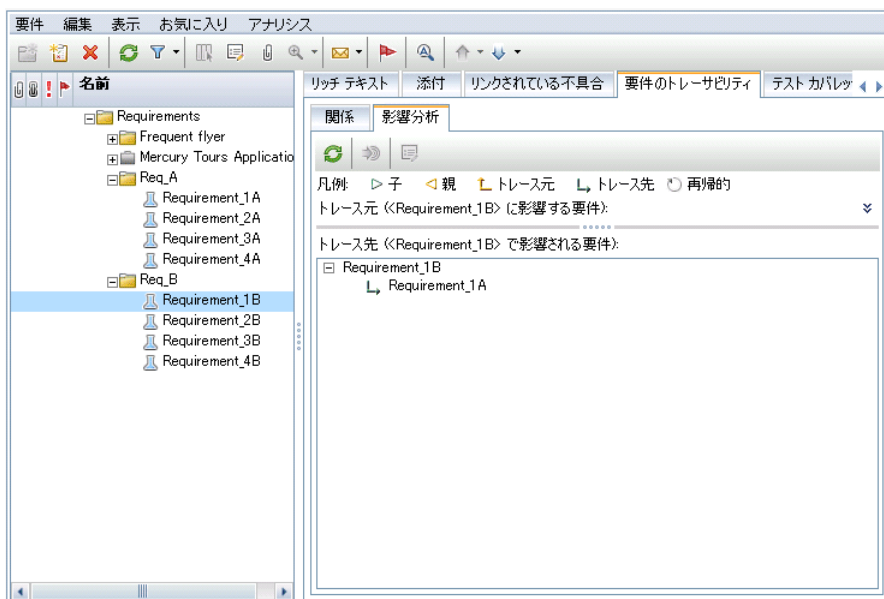 要件 編集 表示 お気に入り アナリシス
名前
Requirements
Frequent flyer
Mercury Tours Applicatio
Req_A
Requirement_1A
Requirement_2A
Requirement_3A
Requirement_4A
Req_B
Requirement_1B
Requirement_2B
Requirement_3B
Requirement_4B
リッチ テキスト 添付 リンクされている不具合 要件のトレーサビリティ テスト カバレッ
関係 影響分析
凡例: 子 親 トレース元 トレース先 再帰的
トレース元 (<Requirement_1B> に影響する要件):
トレース先 (<Requirement_1B> で影響される要件):
Requirement_1B
Requirement_1A